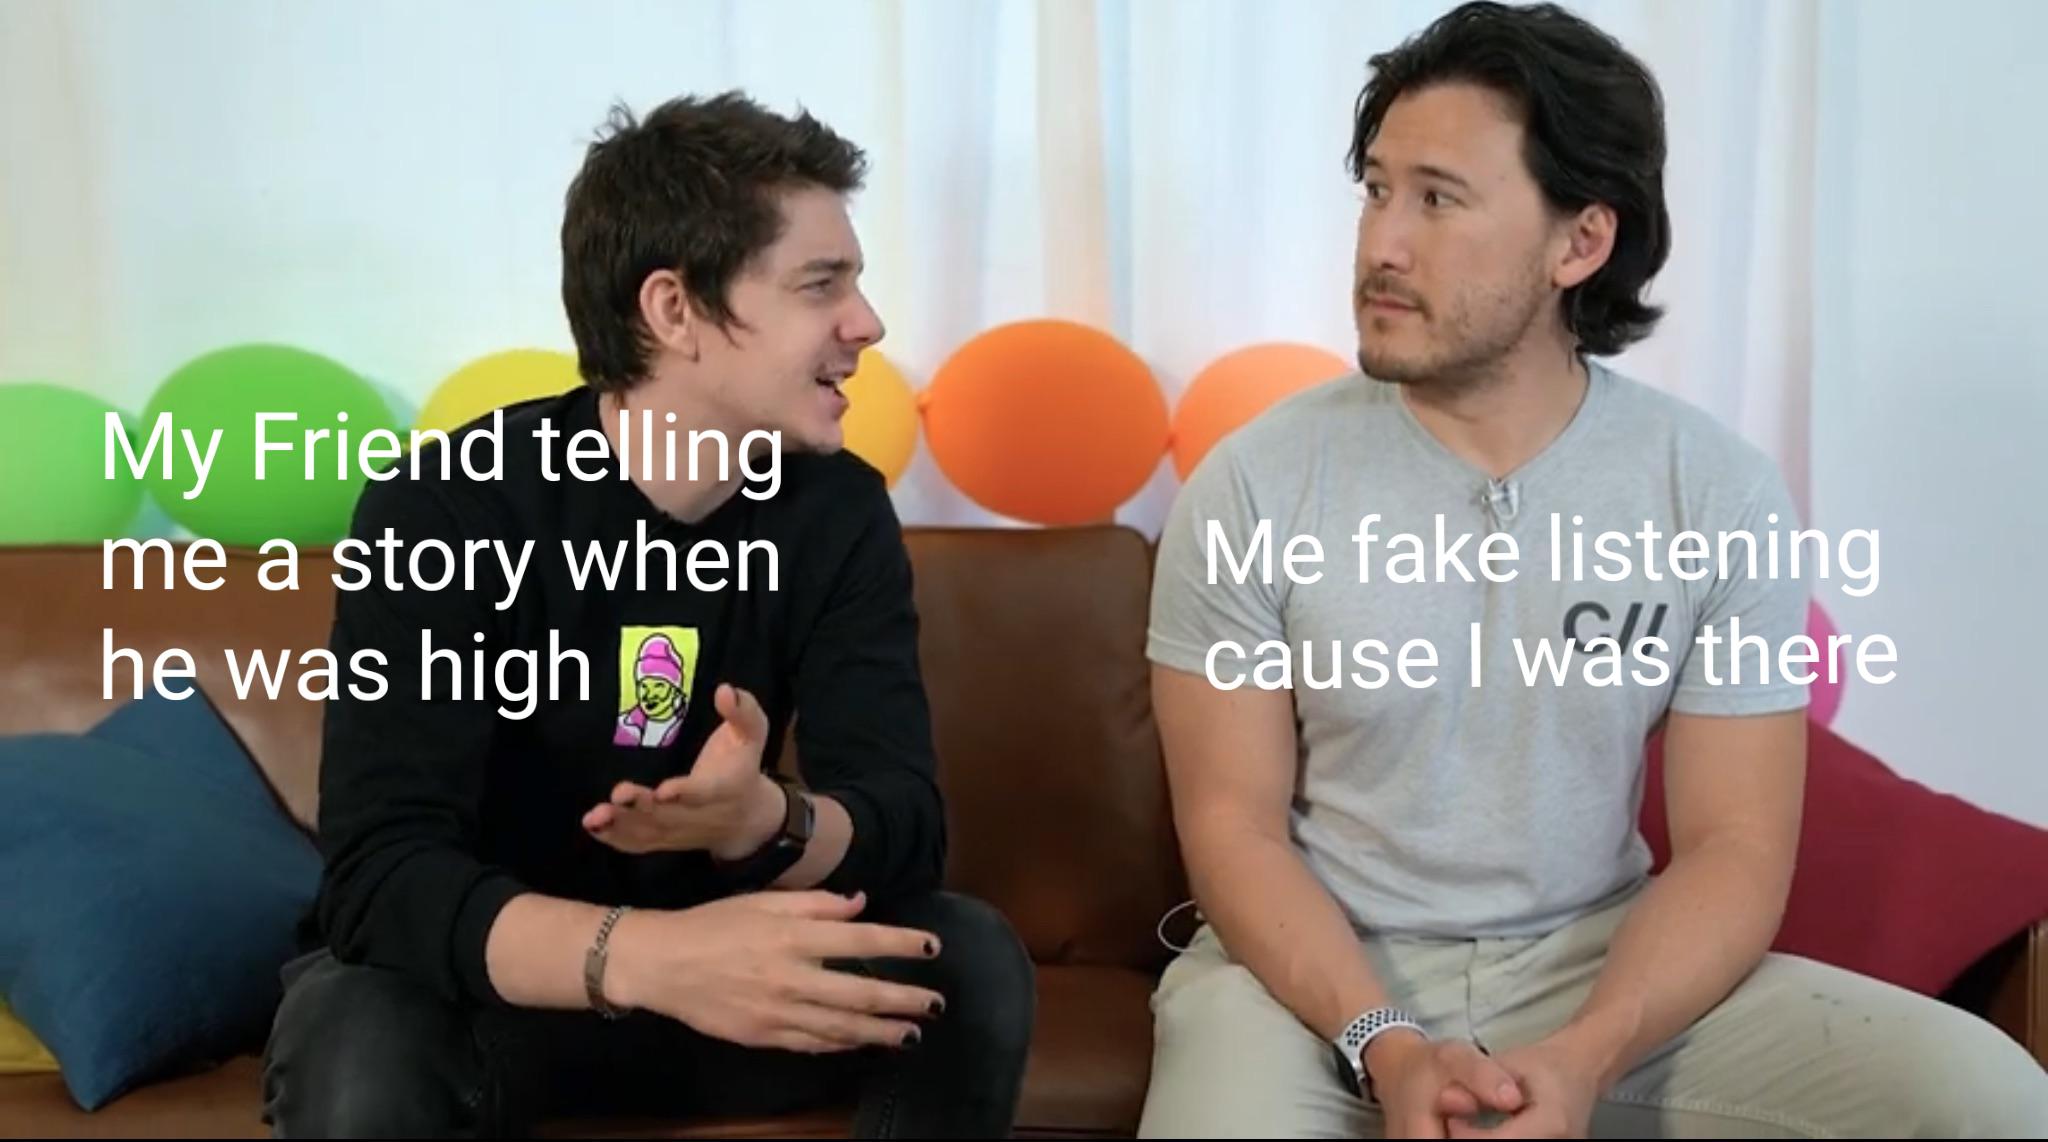 My Friend telling
me a story when
he was high
Me fake listening
cause I was there
C//